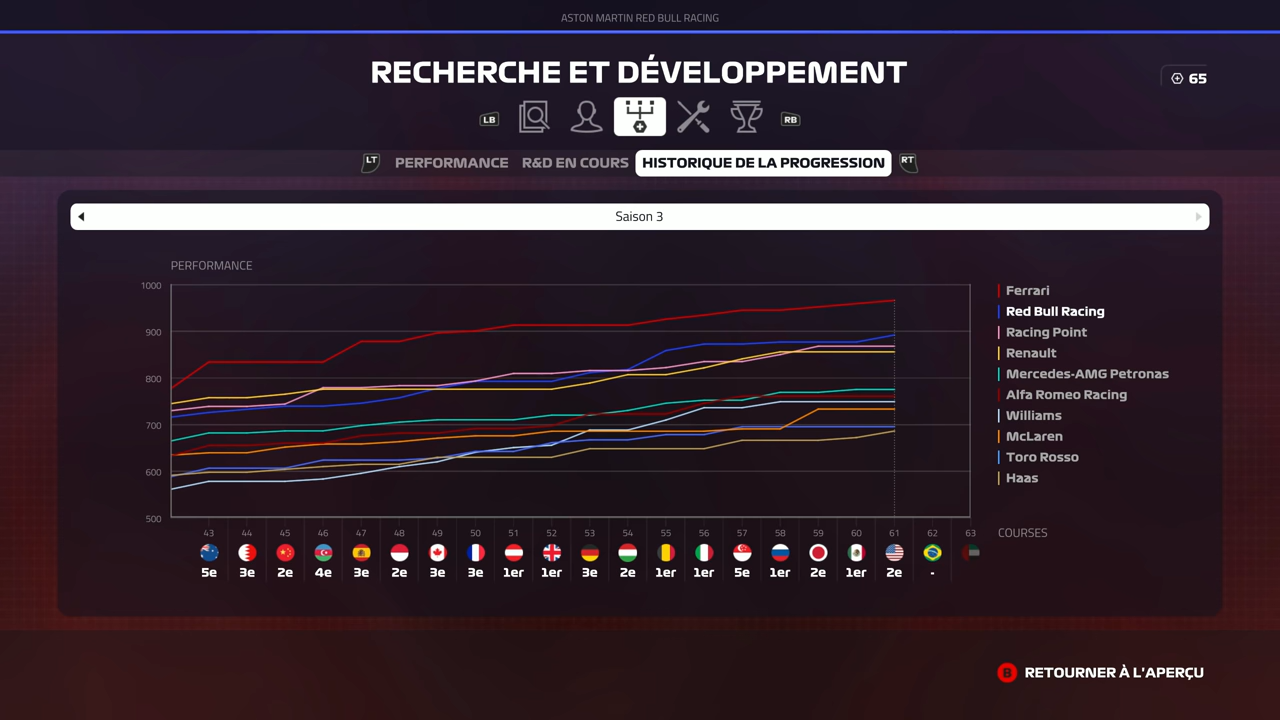 ASTON MARTIN RED BULL RACING
RECHERCHE ET DÉVELOPPEMENT
65
LB
RB
LT
PERFORMANCE
R&D EN COURS
HISTORIQUE DE LA PROGRESSION
RT
Saison 3
PERFORMANCE
1000
900
800
700
600
500
Ferrari
Red Bull Racing
Racing Point
Renault
Mercedes-AMG Petronas
Alfa Romeo Racing
Williams
McLaren
Toro Rosso
Haas
43 44 45 46 47 48 49 50 51 52 53 54 55 56 57 58 59 60 61 62 63
COURSES
5e 3e 2e 4e 3e 2e 3e 3e 1er 1er 3e 2e 1er 1er 5e 1er 2e 1er 2e -
B
RETOURNER À L'APERÇU